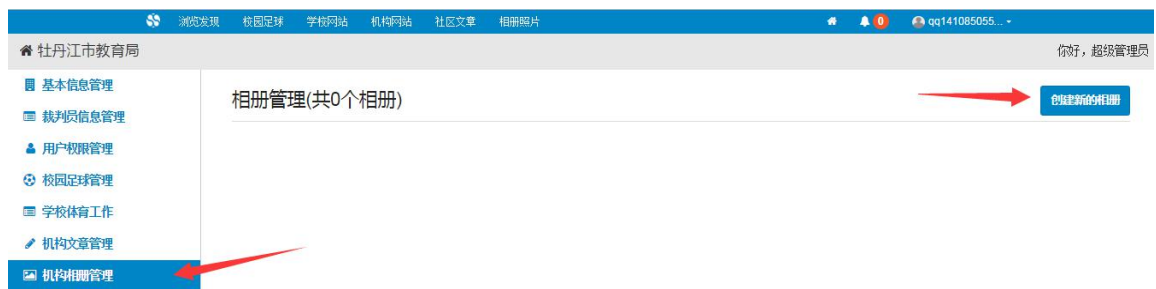 浏览发现 校园足球 学校网站 机构网站 社区文章 相册照片 0 qq141085055...
牡丹江市教育局 你好，超级管理员
基本信息管理
相册管理(共0个相册) 创建新的相册
裁判员信息管理
用户权限管理
校园足球管理
学校体育工作
机构文章管理
机构相册管理